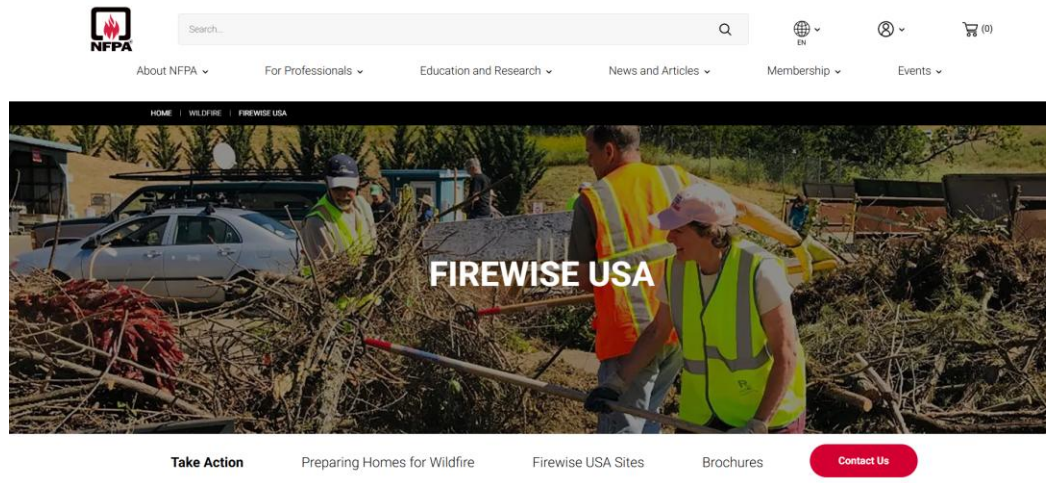 NFPA
Search...
EN
(0)
About NFPA
For Professionals
Education and Research
News and Articles
Membership
Events
HOME | WILDFIRE | FIREWISE USA
FIREWISE USA
Take Action
Preparing Homes for Wildfire
Firewise USA Sites
Brochures
Contact Us